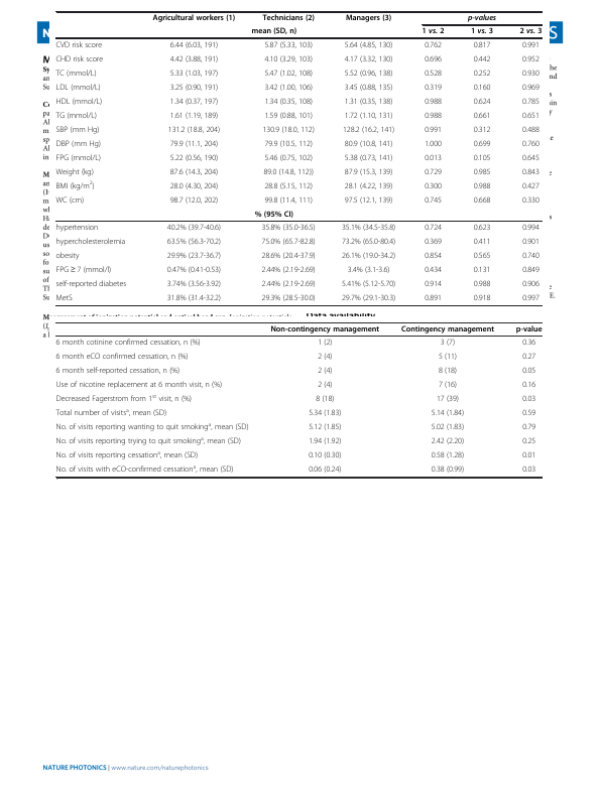 Agricultural workers (1) Technicians (2) Managers (3) p-values
mean (SD, n) 1 vs. 2 1 vs. 3 2 vs. 3
CVD risk score 6.44 (6.03, 191) 5.87 (5.33, 103) 5.64 (4.85, 130) 0.762 0.817 0.991
CHD risk score 4.42 (3.88, 191) 4.10 (3.29, 103) 4.17 (3.32, 130) 0.696 0.442 0.952
TC (mmol/L) 5.33 (1.03, 197) 5.47 (1.02, 108) 5.52 (0.96, 138) 0.528 0.252 0.930
LDL (mmol/L) 3.25 (0.90, 191) 3.42 (1.00, 106) 3.45 (0.88, 135) 0.319 0.160 0.969
HDL (mmol/L) 1.34 (0.37, 197) 1.34 (0.35, 108) 1.31 (0.35, 138) 0.988 0.624 0.785
TG (mmol/L) 1.61 (1.19, 189) 1.59 (0.88, 101) 1.72 (1.10, 131) 0.988 0.661 0.651
SBP (mm Hg) 131.2 (18.8, 204) 130.9 (18.0, 112) 128.2 (16.2, 141) 0.991 0.312 0.488
DBP (mm Hg) 79.9 (11.1, 204) 79.9 (10.5, 112) 80.9 (10.8, 141) 1.000 0.699 0.760
FPG (mmol/L) 5.22 (0.56, 190) 5.46 (0.75, 102) 5.38 (0.73, 141) 0.013 0.105 0.645
Weight (kg) 87.6 (14.3, 204) 89.0 (14.8, 112)) 87.9 (15.3, 139) 0.729 0.985 0.843
BMI (kg/m²) 28.0 (4.30, 204) 28.8 (5.15, 112) 28.1 (4.22, 139) 0.300 0.988 0.427
WC (cm) 98.7 (12.0, 202) 99.8 (11.4, 111) 97.5 (12.1, 139) 0.745 0.668 0.330
% (95% CI)
hypertension 40.2% (39.7-40.6) 35.8% (35.0-36.5) 35.1% (34.5-35.8) 0.724 0.623 0.994
hypercholesterolemia 63.5% (56.3-70.2) 75.0% (65.7-82.8) 73.2% (65.0-80.4) 0.369 0.411 0.901
obesity 29.9% (23.7-36.7) 28.6% (20.4-37.9) 26.1% (19.0-34.2) 0.854 0.565 0.740
FPG ≥ 7 (mmol/l) 0.47% (0.41-0.53) 2.44% (2.19-2.69) 3.4% (3.1-3.6) 0.434 0.131 0.849
self-reported diabetes 3.74% (3.56-3.92) 2.44% (2.19-2.69) 5.41% (5.12-5.70) 0.914 0.988 0.906
MetS 31.8% (31.4-32.2) 29.3% (28.5-30.0) 29.7% (29.1-30.3) 0.891 0.918 0.997
Non-contingency management Contingency management p-value
6 month cotinine confirmed cessation, n (%) 1 (2) 3 (7) 0.36
6 month eCO confirmed cessation, n (%) 2 (4) 5 (11) 0.27
6 month self-reported cessation, n (%) 2 (4) 8 (18) 0.05
Use of nicotine replacement at 6 month visit, n (%) 2 (4) 7 (16) 0.16
Decreased Fagerstrom from 1st visit, n (%) 8 (18) 17 (39) 0.03
Total number of visitsᵃ, mean (SD) 5.34 (1.83) 5.14 (1.84) 0.59
No. of visits reporting wanting to quit smokingᵃ, mean (SD) 5.12 (1.85) 5.02 (1.83) 0.79
No. of visits reporting trying to quit smokingᵃ, mean (SD) 1.94 (1.92) 2.42 (2.20) 0.25
No. of visits reporting cessationᵃ, mean (SD) 0.10 (0.30) 0.58 (1.28) 0.01
No. of visits with eCO-confirmed cessationᵃ, mean (SD) 0.06 (0.24) 0.38 (0.99) 0.03
NATURE PHOTONICS | www.nature.com/naturephotonics